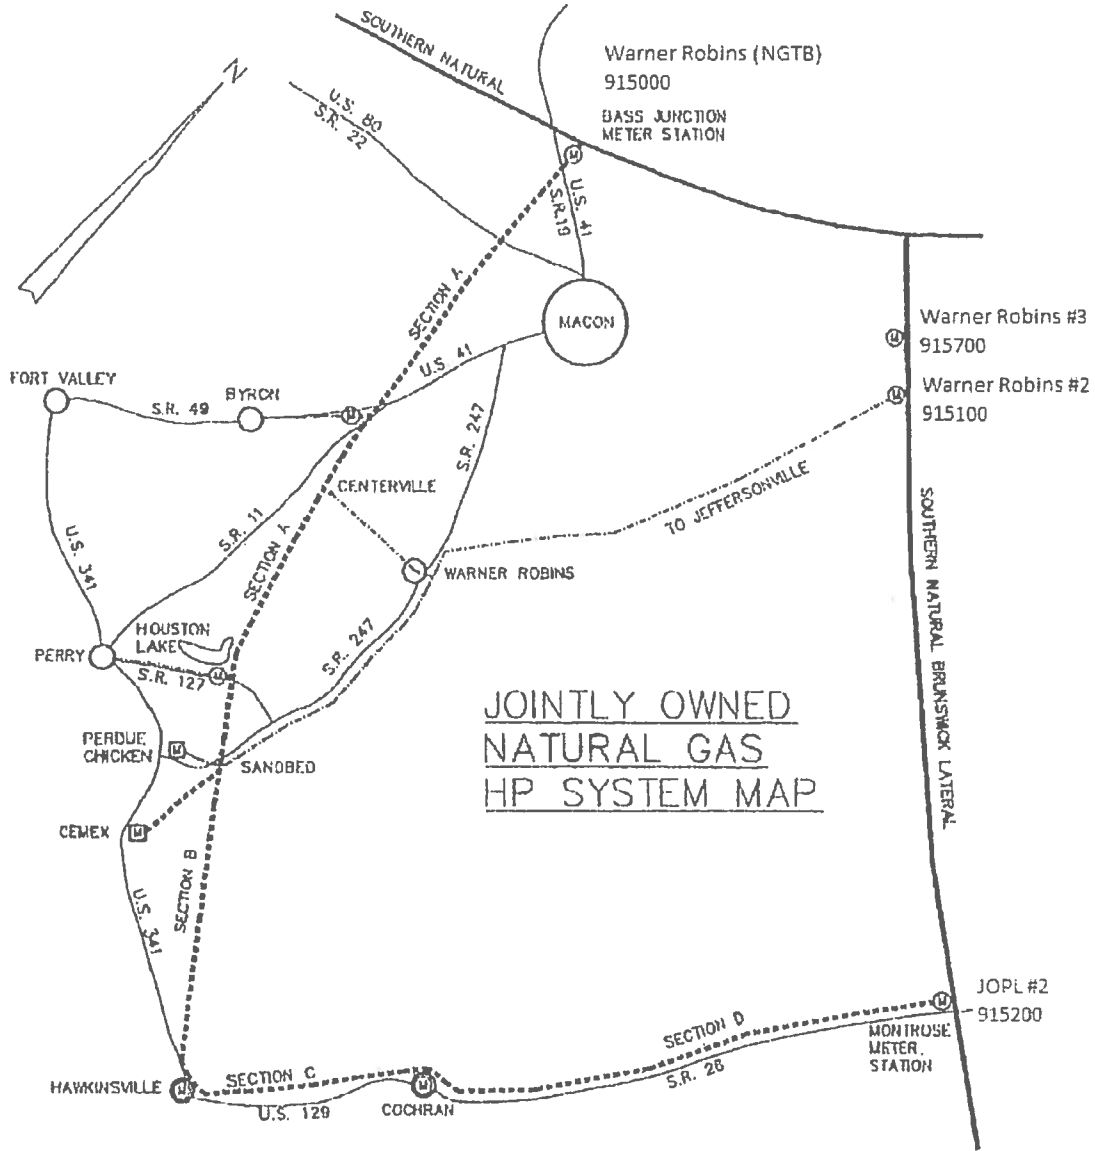 SOUTHERN NATURAL
Warner Robins (NGTB)
915000
BASS JUNCTION
METER STATION
N
U.S. 80
S.R. 22
U.S. 41
S.R.19
SECTION A
MACON
Warner Robins #3
915700
Warner Robins #2
915100
U.S. 41
FORT VALLEY
BYRON
S.R. 49
S.R. 247
CENTERVILLE
TO JEFFERSONVILLE
SOUTHERN NATURAL BRUNSWICK LATERAL
S.R. 11
SECTION A
U.S. 341
WARNER ROBINS
HOUSTON
LAKE
PERRY
S.R. 127
S.R. 247
PERDUE
CHICKEN
SANDBED
JOINTLY OWNED
NATURAL GAS
HP SYSTEM MAP
CEMEX
SECTION B
U.S. 341
JOPL #2
915200
MONTROSE
METER
STATION
SECTION D
S.R. 26
HAWKINSVILLE
SECTION C
U.S. 129
COCHRAN
M
M
M
M
M
M
M
M
M
M